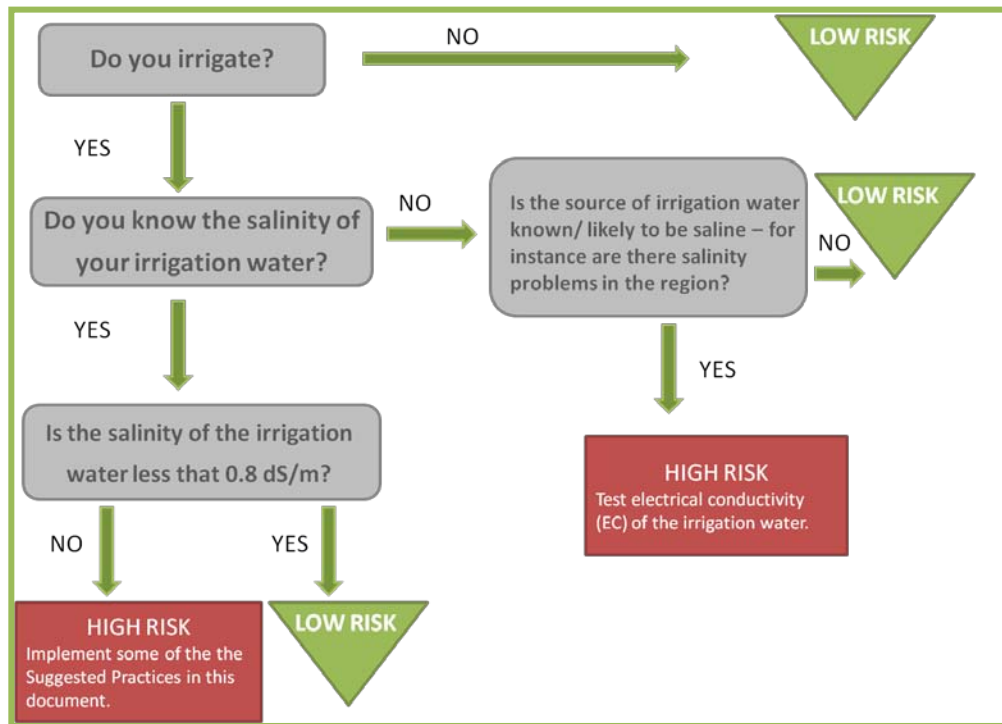 Do you irrigate?
NO
LOW RISK
YES
Do you know the salinity of
your irrigation water?
NO
Is the source of irrigation water
known/ likely to be saline – for
instance are there salinity
problems in the region?
NO
LOW RISK
YES
YES
Is the salinity of the irrigation
water less that 0.8 dS/m?
HIGH RISK
Test electrical conductivity
(EC) of the irrigation water.
NO
YES
HIGH RISK
Implement some of the the
Suggested Practices in this
document.
LOW RISK